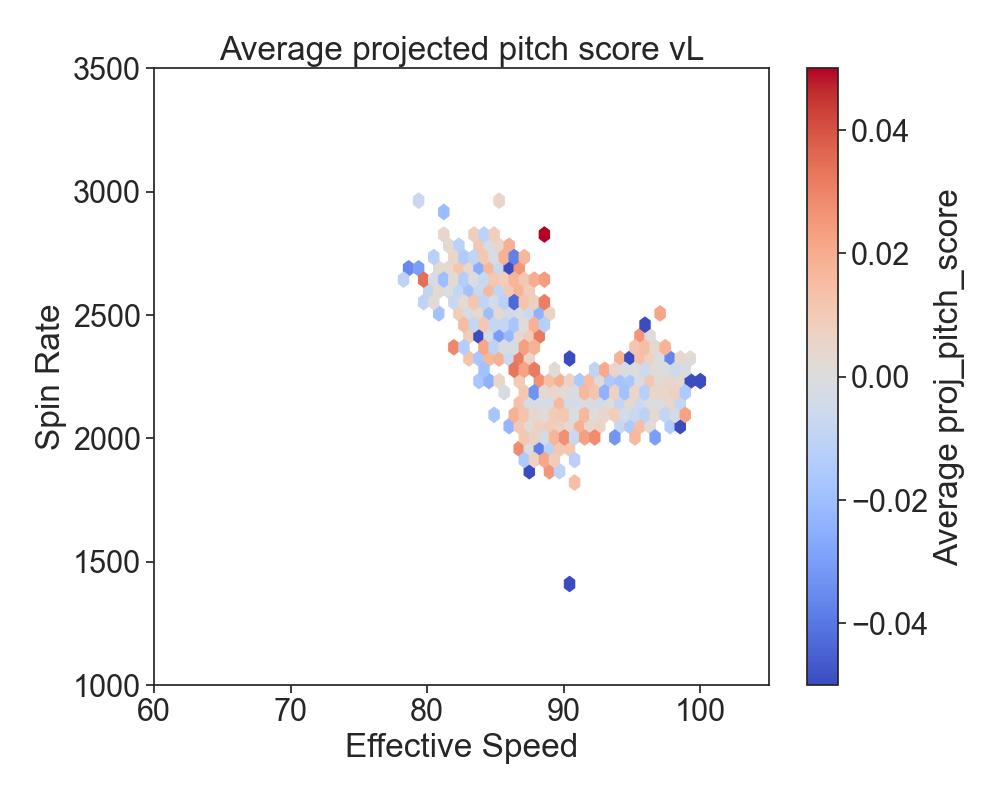 Average projected pitch score vL
3500
3000
2500
2000
1500
1000
Spin Rate
60 70 80 90 100
Effective Speed
0.04
0.02
0.00
−0.02
−0.04
Average proj_pitch_score